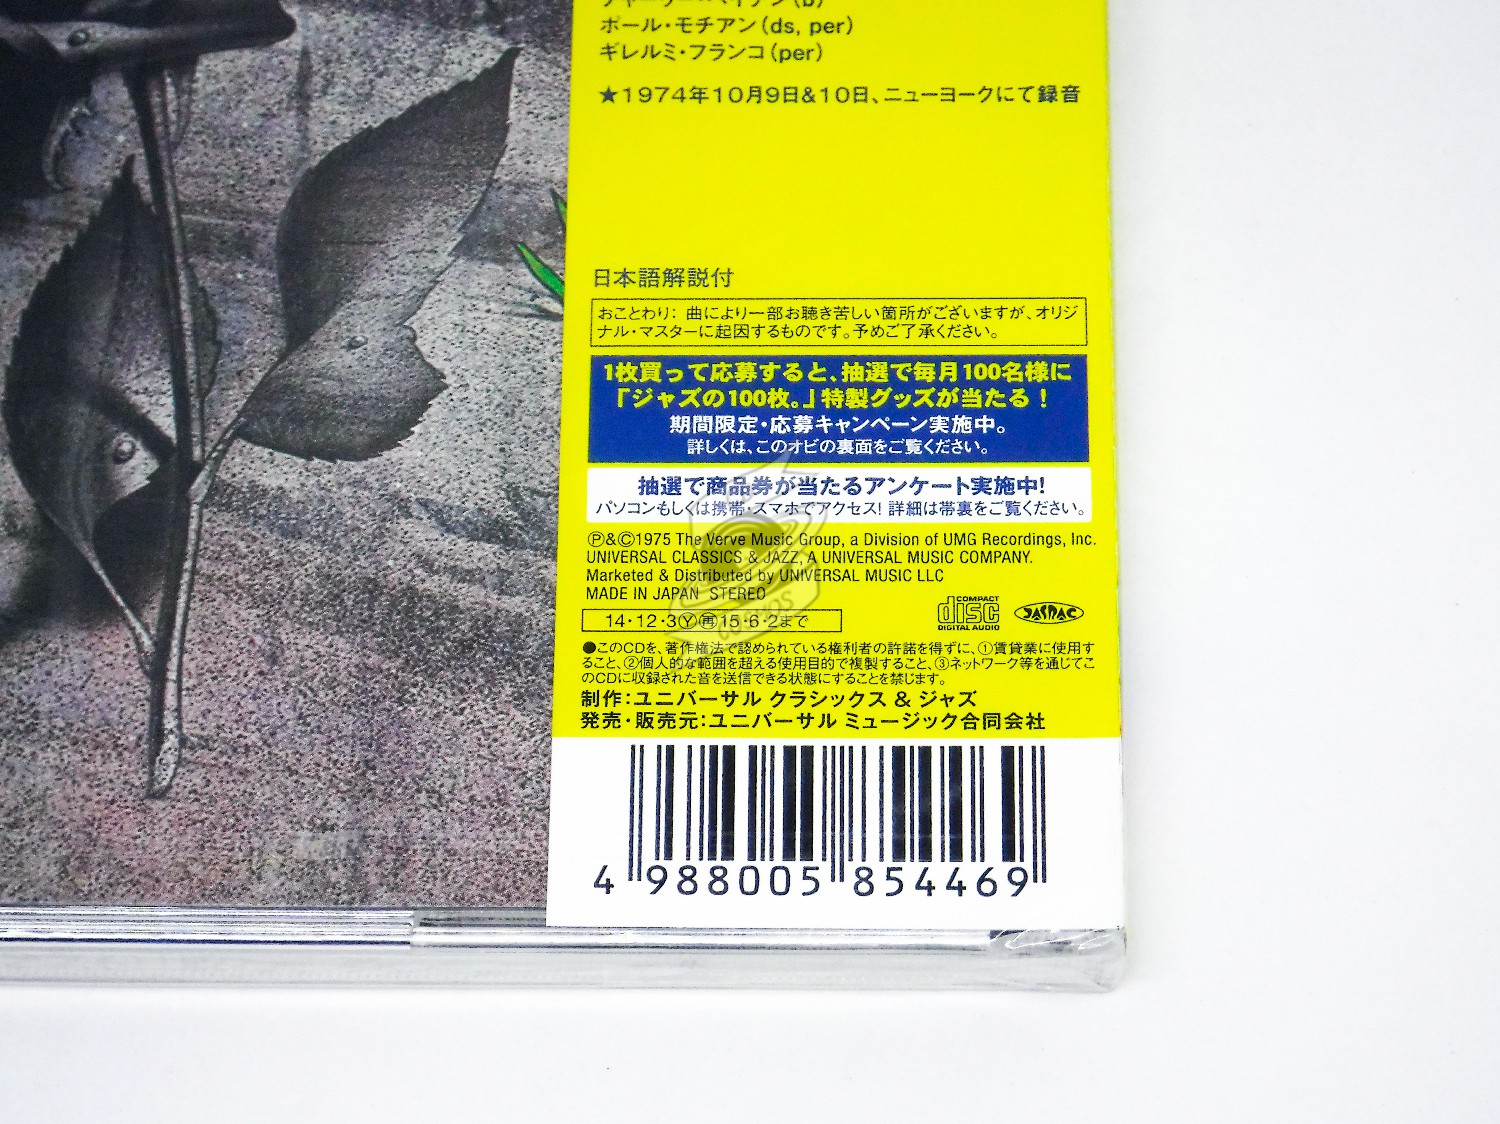 チャーリー・ヘイデン(b)
ポール・モチアン(ds, per)
ギレルミ・フランコ(per)
★1974年10月9日&10日、ニューヨークにて録音
日本語解説付
おことわり: 曲により一部お聴き苦しい箇所がございますが、オリジ
ナル・マスターに起因するものです。予めご了承ください。
1枚買って応募すると、抽選で毎月100名様に
「ジャズの100枚。」特製グッズが当たる!
期間限定・応募キャンペーン実施中。
詳しくは、このオビの裏面をご覧ください。
抽選で商品券が当たるアンケート実施中!
パソコンもしくは携帯・スマホでアクセス! 詳細は帯裏をご覧ください。
Ⓟ&Ⓒ1975 The Verve Music Group, a Division of UMG Recordings, Inc.
UNIVERSAL CLASSICS & JAZZ, A UNIVERSAL MUSIC COMPANY.
Marketed & Distributed by UNIVERSAL MUSIC LLC
MADE IN JAPAN STEREO
14・12・3Ⓨ㊥15・6・2まで
COMPACT
disc
DIGITAL AUDIO
JASRAC
●このCDを、著作権法で認められている権利者の許諾を得ずに、①賃貸業に使用す
ること、②個人的な範囲を超える使用目的で複製すること、③ネットワーク等を通じてこ
のCDに収録された音を送信できる状態にすることを禁じます。
制作:ユニバーサル クラシックス & ジャズ
発売・販売元:ユニバーサル ミュージック合同会社
4 988005 854469